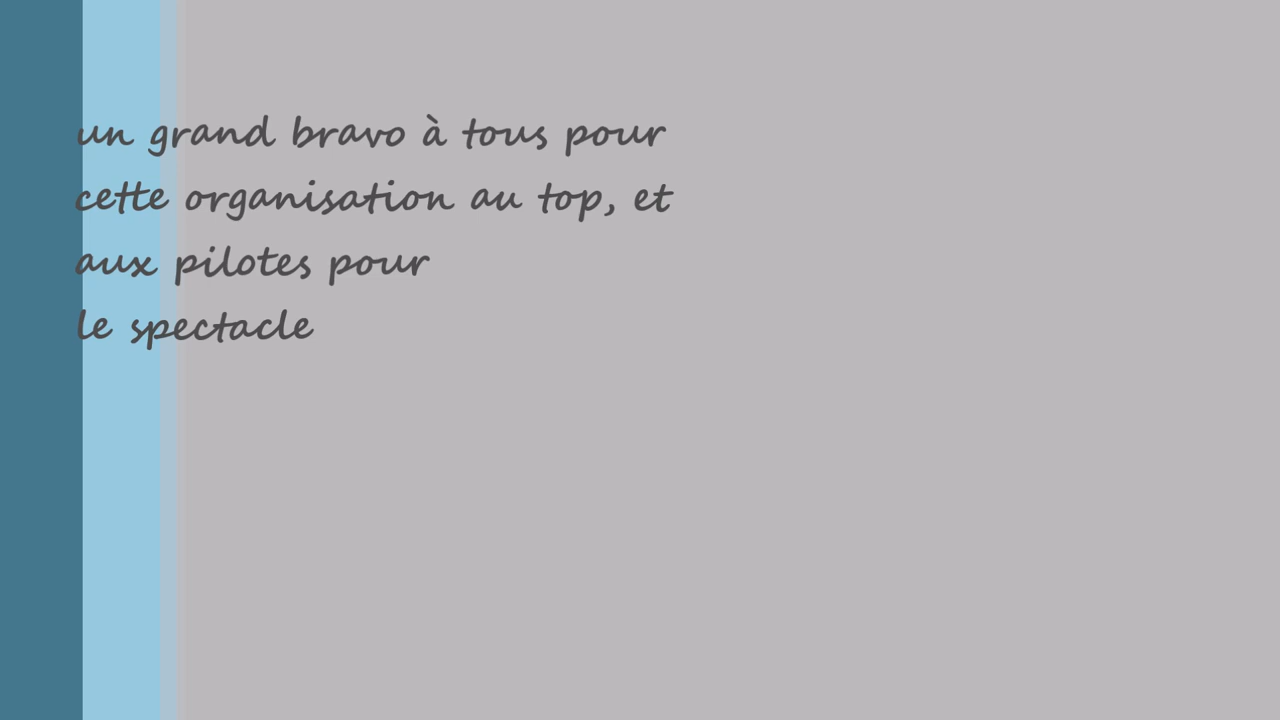 un grand bravo à tous pour
cette organisation au top, et
aux pilotes pour
le spectacle